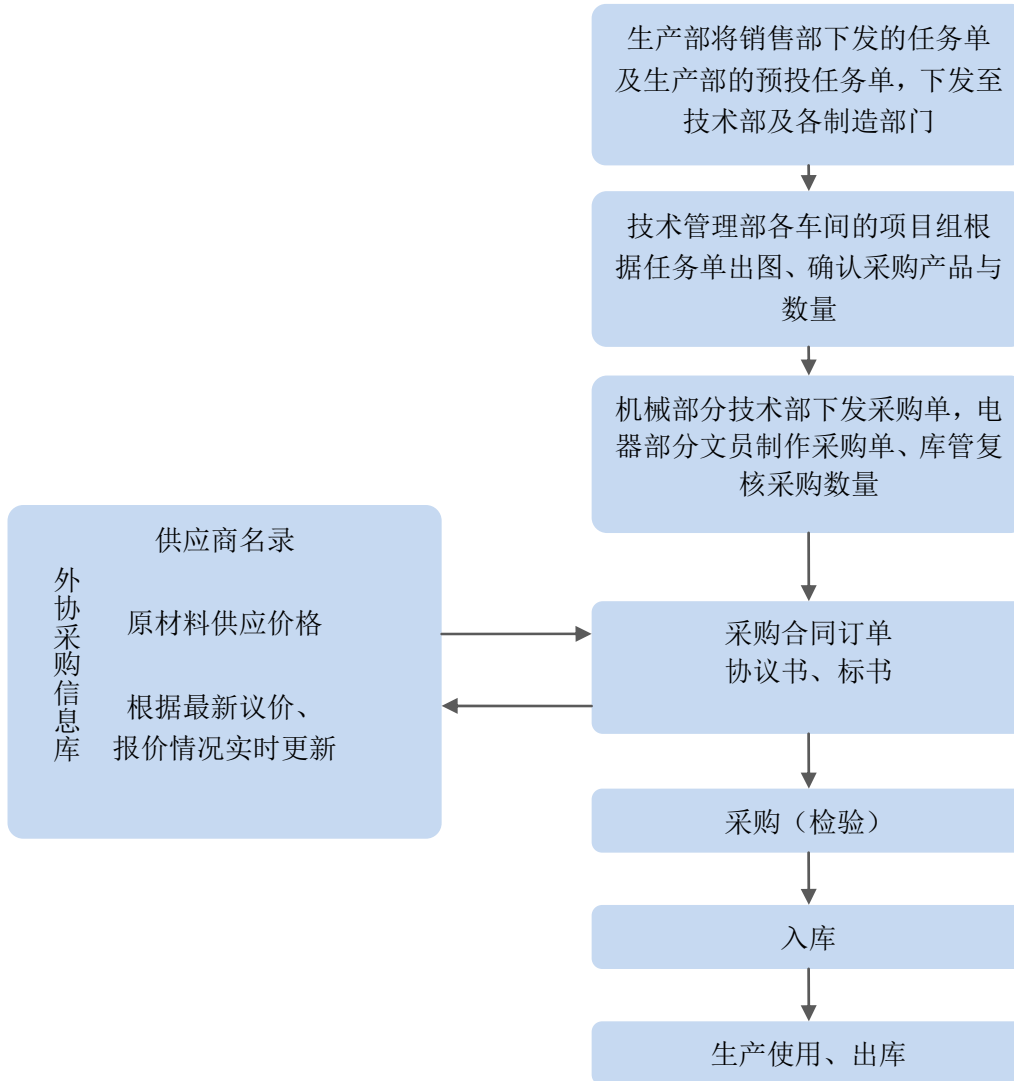 生产部将销售部下发的任务单
及生产部的预投任务单，下发至
技术部及各制造部门
技术管理部各车间的项目组根
据任务单出图、确认采购产品与
数量
机械部分技术部下发采购单，电
器部分文员制作采购单、库管复
核采购数量
供应商名录
外协采购信息库
原材料供应价格
根据最新议价、
报价情况实时更新
采购合同订单
协议书、标书
采购（检验）
入库
生产使用、出库